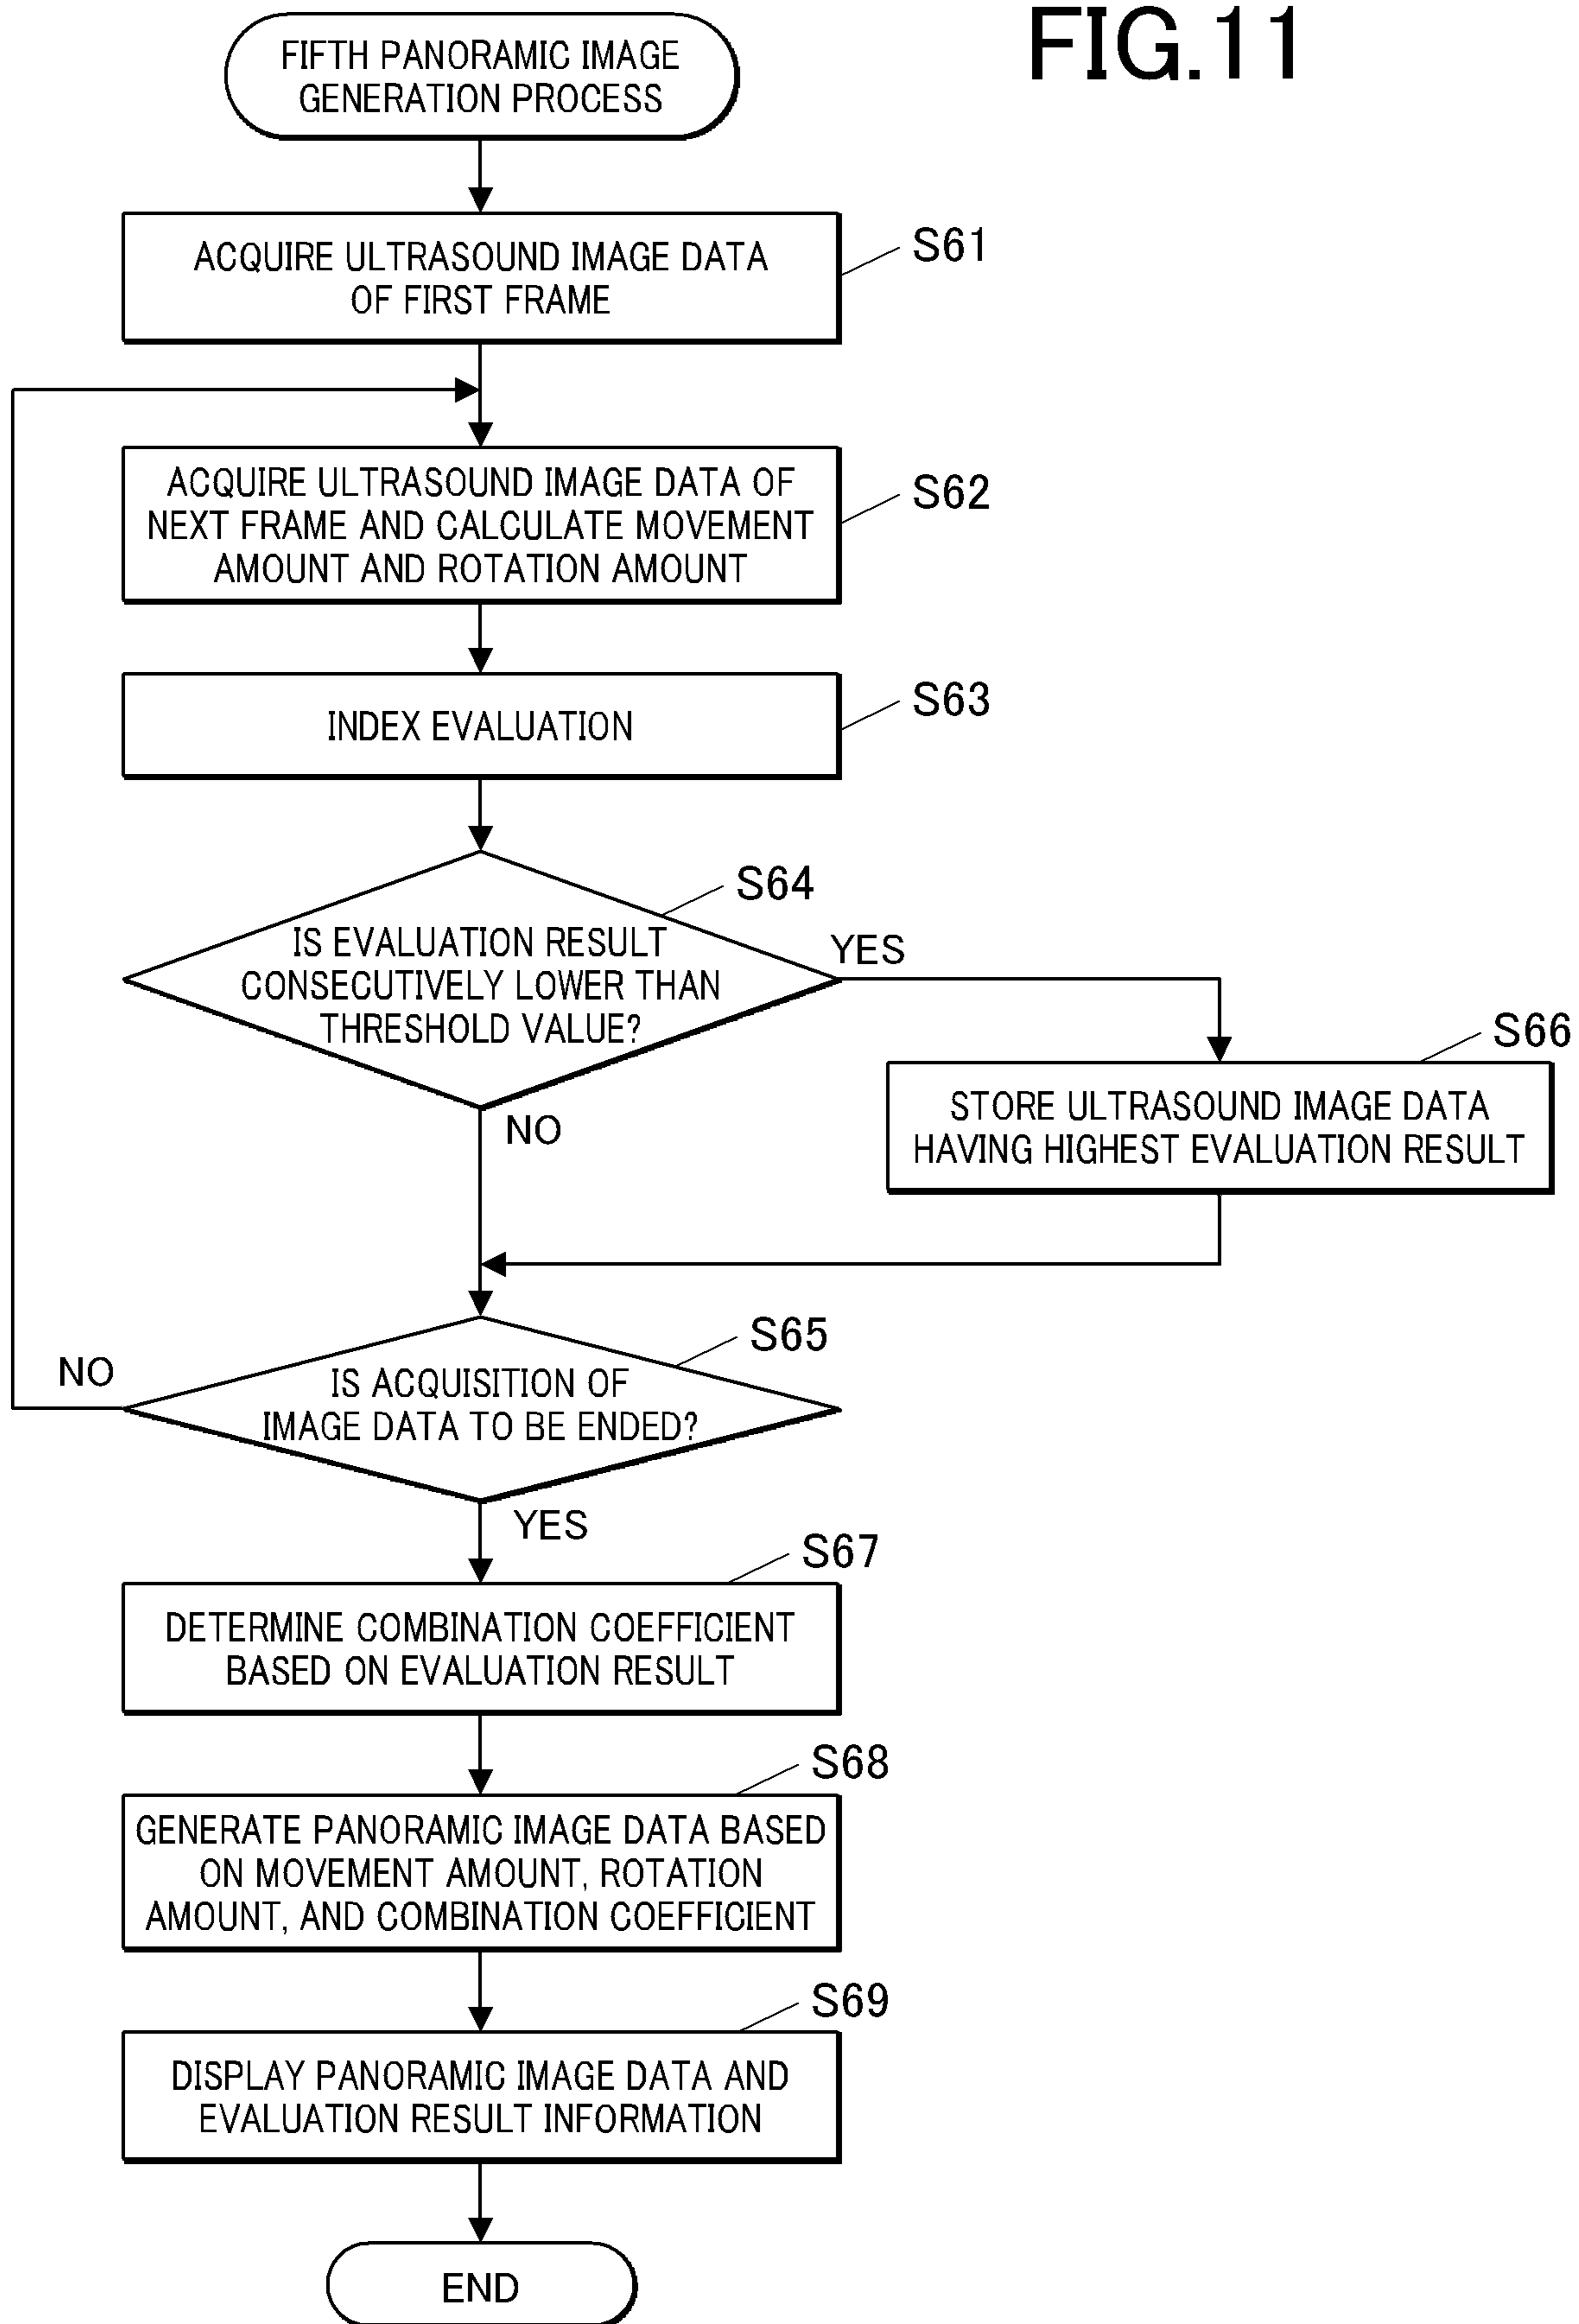 FIG.11
FIFTH PANORAMIC IMAGE
GENERATION PROCESS
ACQUIRE ULTRASOUND IMAGE DATA
OF FIRST FRAME
S61
ACQUIRE ULTRASOUND IMAGE DATA OF
NEXT FRAME AND CALCULATE MOVEMENT
AMOUNT AND ROTATION AMOUNT
S62
INDEX EVALUATION
S63
S64
IS EVALUATION RESULT
CONSECUTIVELY LOWER THAN
THRESHOLD VALUE?
YES
NO
S66
STORE ULTRASOUND IMAGE DATA
HAVING HIGHEST EVALUATION RESULT
S65
NO
IS ACQUISITION OF
IMAGE DATA TO BE ENDED?
YES
S67
DETERMINE COMBINATION COEFFICIENT
BASED ON EVALUATION RESULT
S68
GENERATE PANORAMIC IMAGE DATA BASED
ON MOVEMENT AMOUNT, ROTATION
AMOUNT, AND COMBINATION COEFFICIENT
S69
DISPLAY PANORAMIC IMAGE DATA AND
EVALUATION RESULT INFORMATION
END